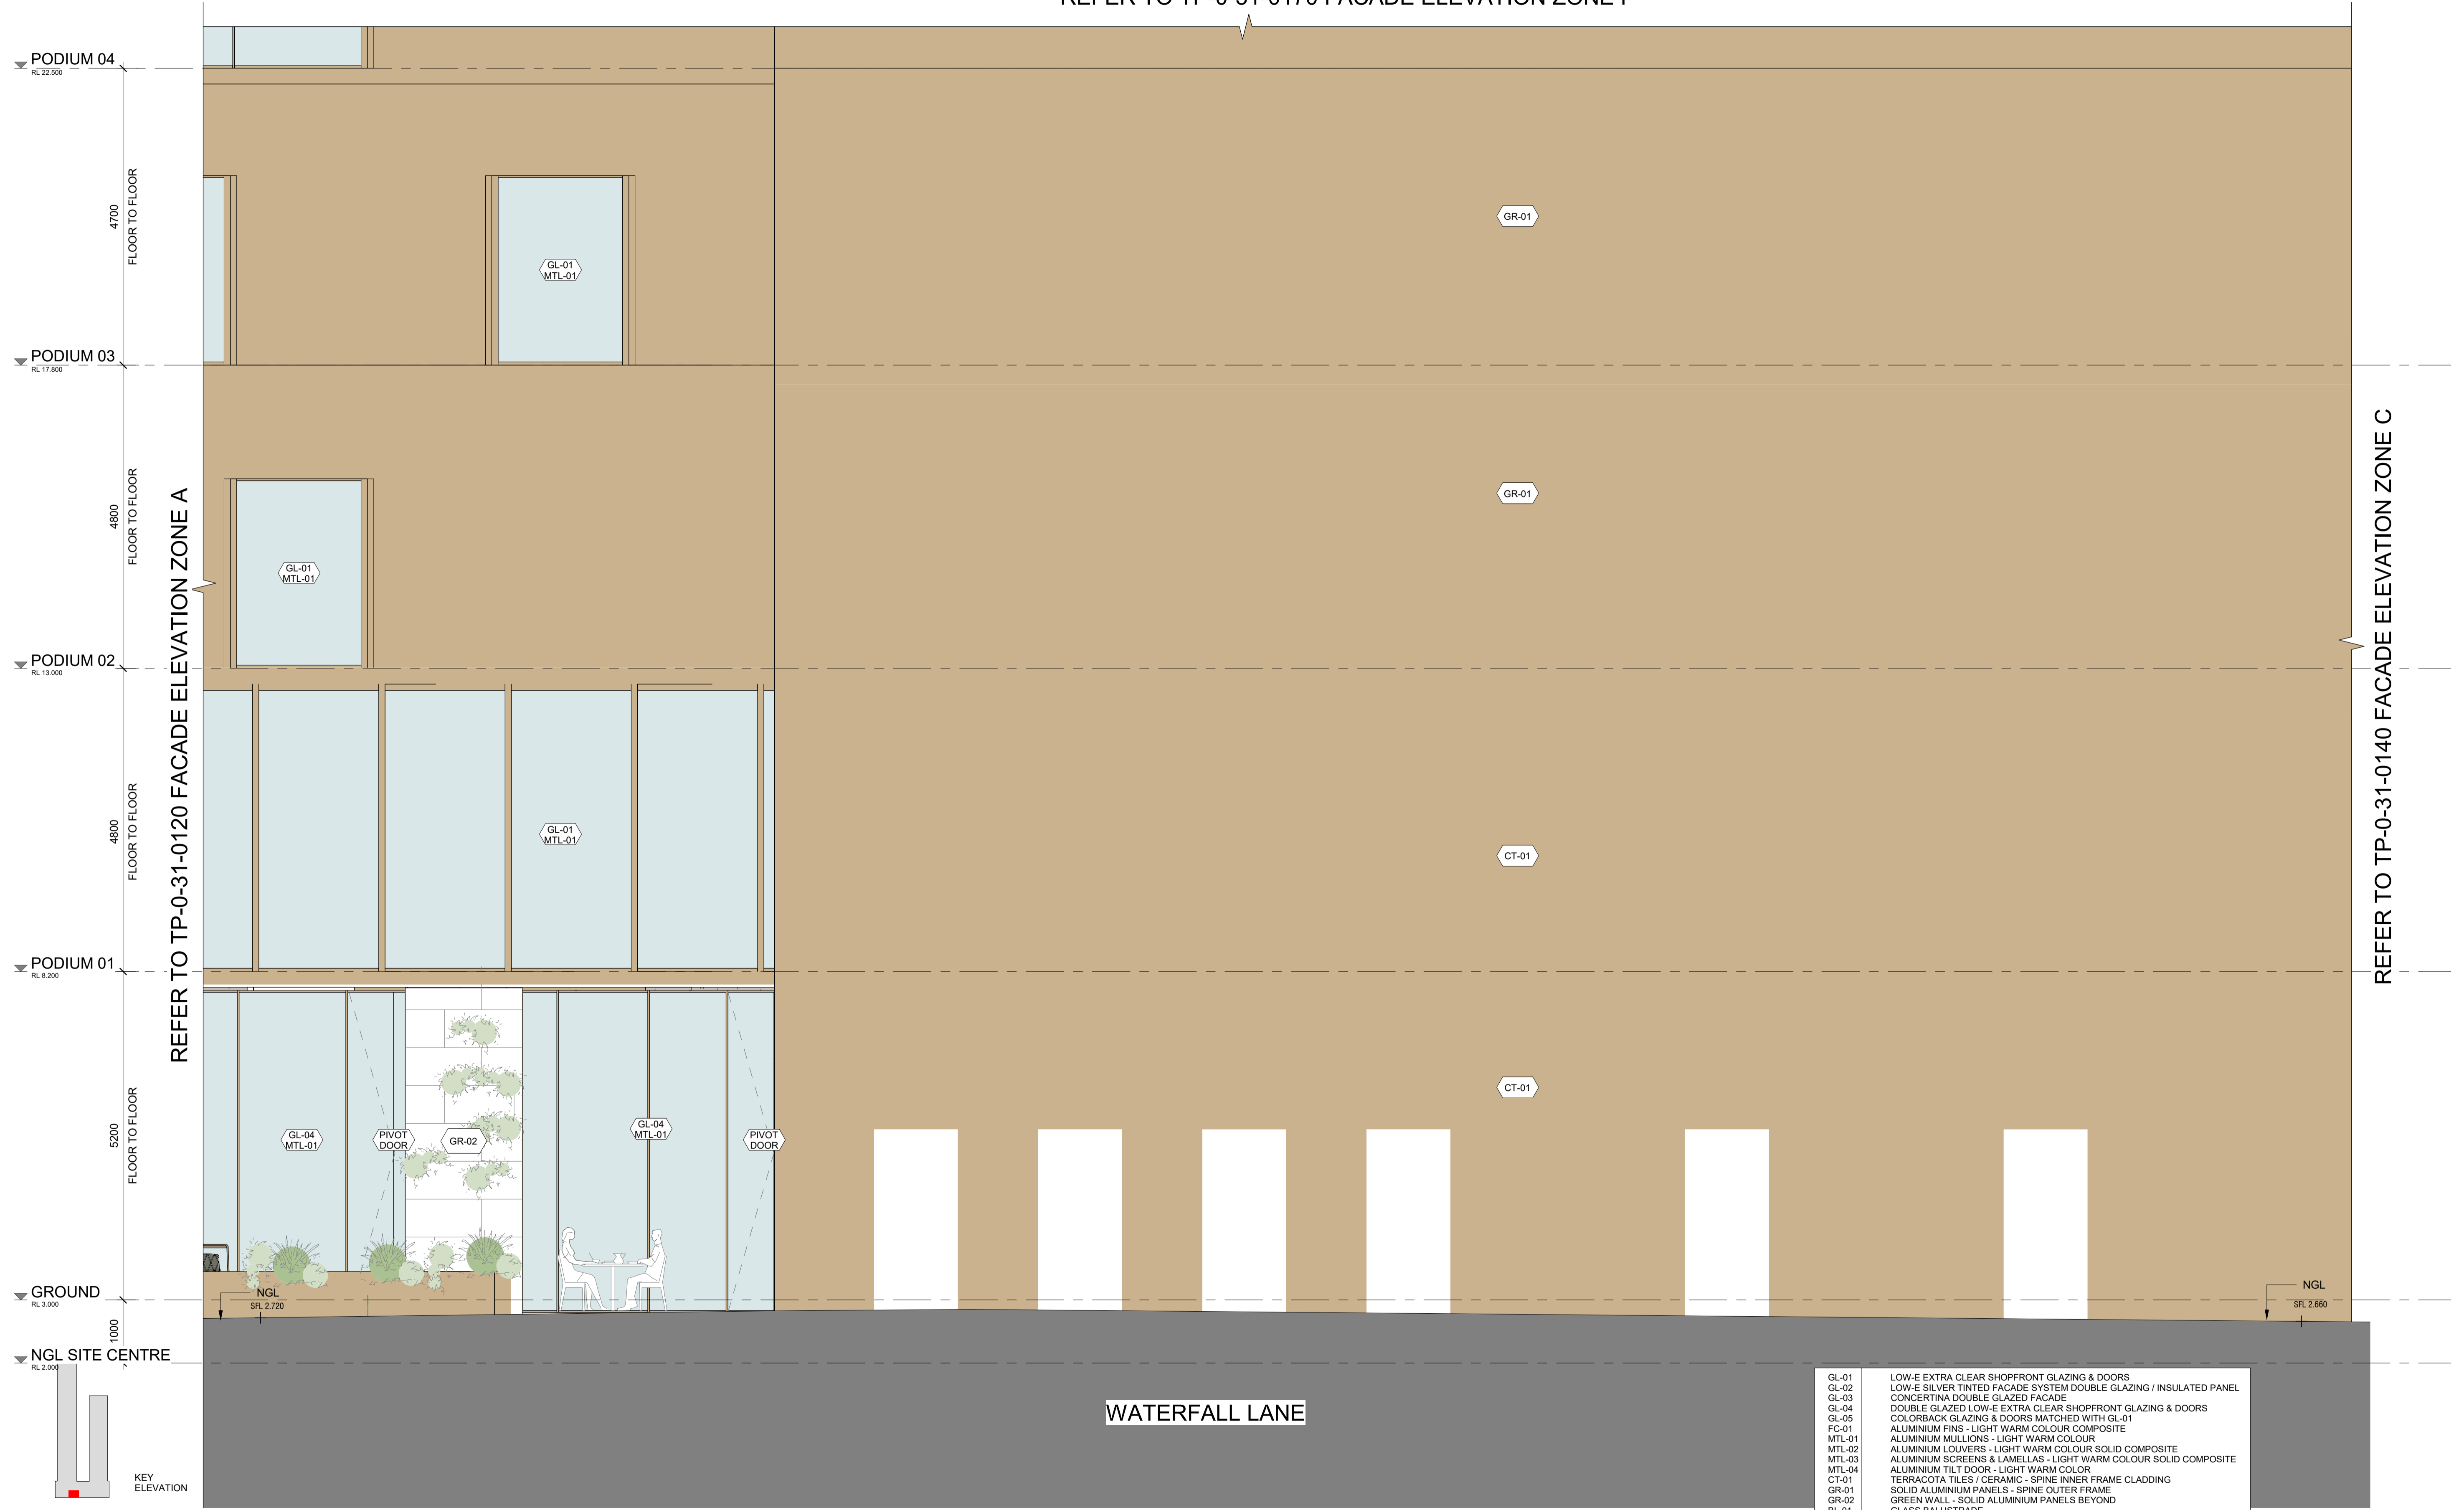 REFER TO TP-0-31-0170 FACADE ELEVATION ZONE F
PODIUM 04
RL 22.500
4700
FLOOR TO FLOOR
GR-01
GL-01
MTL-01
PODIUM 03
RL 17.800
4800
FLOOR TO FLOOR
GR-01
GL-01
MTL-01
REFER TO TP-0-31-0120 FACADE ELEVATION ZONE A
REFER TO TP-0-31-0140 FACADE ELEVATION ZONE C
PODIUM 02
RL 13.000
4800
FLOOR TO FLOOR
GL-01
MTL-01
CT-01
PODIUM 01
RL 8.200
5200
FLOOR TO FLOOR
CT-01
GL-04
MTL-01
PIVOT
DOOR
GR-02
GL-04
MTL-01
PIVOT
DOOR
GROUND
RL 3.000
NGL
SFL 2.720
NGL
SFL 2.660
1000
NGL SITE CENTRE
RL 2.000
WATERFALL LANE
KEY
ELEVATION
GL-01 LOW-E EXTRA CLEAR SHOPFRONT GLAZING & DOORS
GL-02 LOW-E SILVER TINTED FACADE SYSTEM DOUBLE GLAZING / INSULATED PANEL
GL-03 CONCERTINA DOUBLE GLAZED FACADE
GL-04 DOUBLE GLAZED LOW-E EXTRA CLEAR SHOPFRONT GLAZING & DOORS
GL-05 COLORBACK GLAZING & DOORS MATCHED WITH GL-01
FC-01 ALUMINIUM FINS - LIGHT WARM COLOUR COMPOSITE
MTL-01 ALUMINIUM MULLIONS - LIGHT WARM COLOUR
MTL-02 ALUMINIUM LOUVERS - LIGHT WARM COLOUR SOLID COMPOSITE
MTL-03 ALUMINIUM SCREENS & LAMELLAS - LIGHT WARM COLOUR SOLID COMPOSITE
MTL-04 ALUMINIUM TILT DOOR - LIGHT WARM COLOR
CT-01 TERRACOTA TILES / CERAMIC - SPINE INNER FRAME CLADDING
GR-01 SOLID ALUMINIUM PANELS - SPINE OUTER FRAME
GR-02 GREEN WALL - SOLID ALUMINIUM PANELS BEYOND
BL-01 GLASS BALUSTRADE